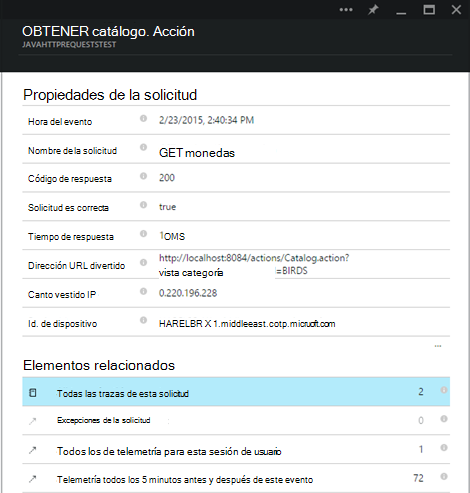 OBTENER catálogo. Acción
JAVAHTTPREQUESTSTEST
Propiedades de la solicitud
Hora del evento 2/23/2015, 2:40:34 PM
Nombre de la solicitud GET monedas
Código de respuesta 200
Solicitud es correcta true
Tiempo de respuesta 1OMS
Dirección URL divertido http://localhost:8084/actions/Catalog.action?
vista categoría =BIRDS
Canto vestido IP 0.220.196.228
Id. de dispositivo HARELBR X 1.middleeast.cotp.micruoft.com
Elementos relacionados
Todas las trazas de esta solicitud 2
Excepciones de la solicitud 0
Todos los de telemetría para esta sesión de usuario 1
Telemetría todos los 5 minutos antes y después de este evento 72